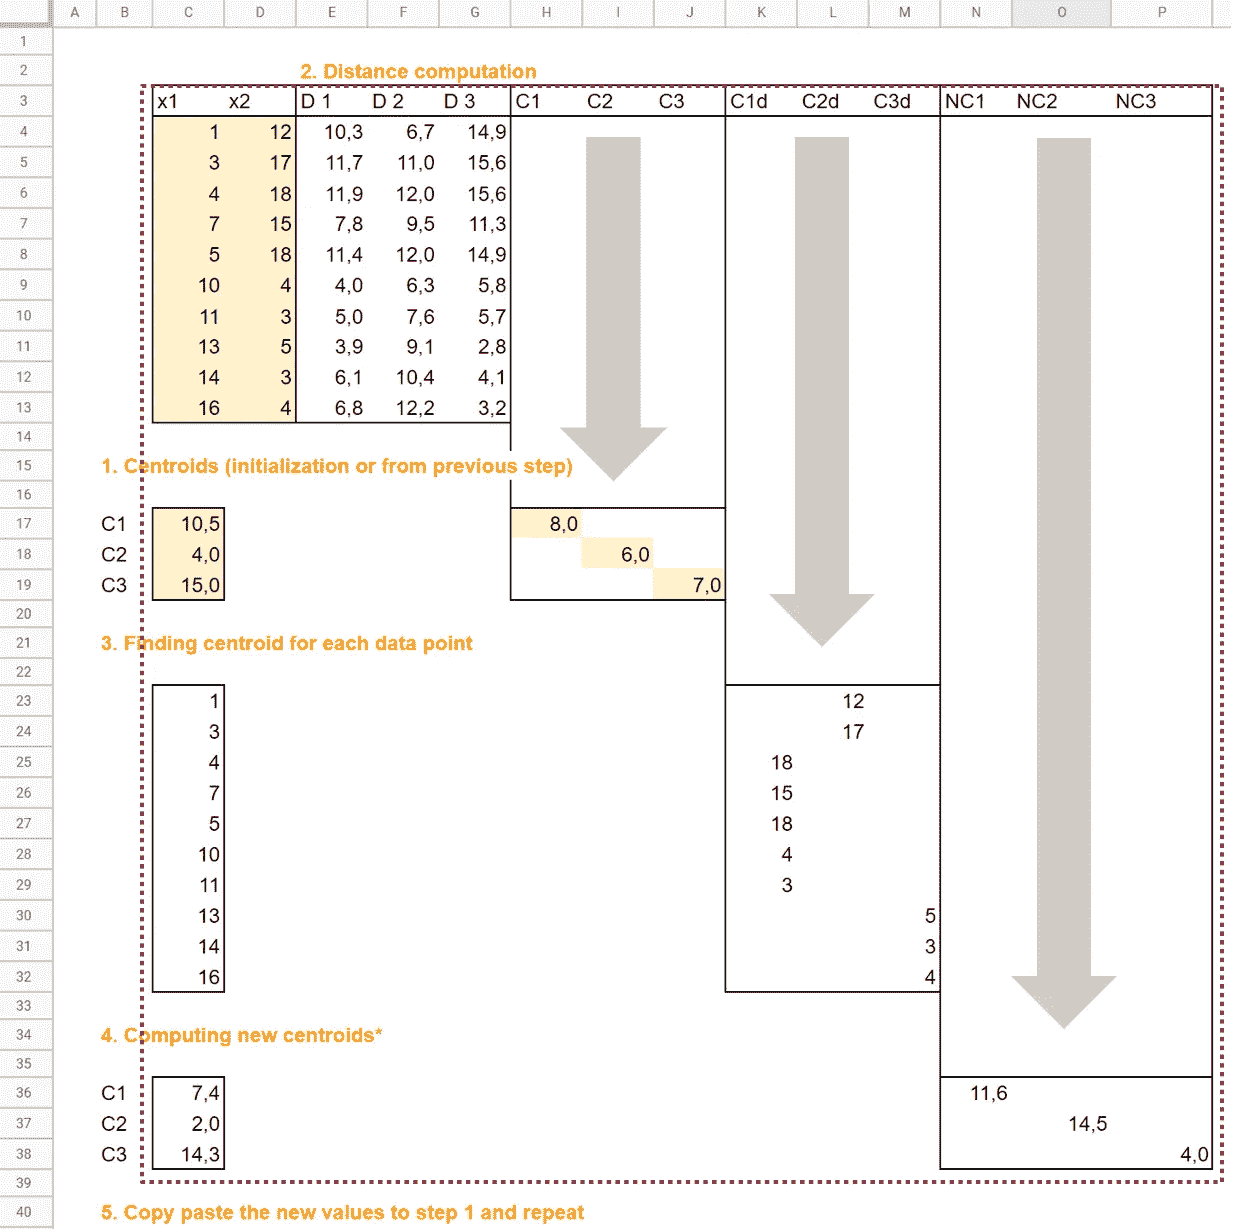 A B C D E F G H I J K L M N O P
1
2 2. Distance computation
3 x1 x2 D 1 D 2 D 3 C1 C2 C3 C1d C2d C3d NC1 NC2 NC3
4 1 12 10,3 6,7 14,9
5 3 17 11,7 11,0 15,6
6 4 18 11,9 12,0 15,6
7 7 15 7,8 9,5 11,3
8 5 18 11,4 12,0 14,9
9 10 4 4,0 6,3 5,8
10 11 3 5,0 7,6 5,7
11 13 5 3,9 9,1 2,8
12 14 3 6,1 10,4 4,1
13 16 4 6,8 12,2 3,2
14
15 1. Centroids (initialization or from previous step)
16
17 C1 10,5 8,0
18 C2 4,0 6,0
19 C3 15,0 7,0
20
21 3. Finding centroid for each data point
22
23 1 12
24 3 17
25 4 18
26 7 15
27 5 18
28 10 4
29 11 3
30 13 5
31 14 3
32 16 4
33
34 4. Computing new centroids*
35
36 C1 7,4 11,6
37 C2 2,0 14,5
38 C3 14,3 4,0
39
40 5. Copy paste the new values to step 1 and repeat